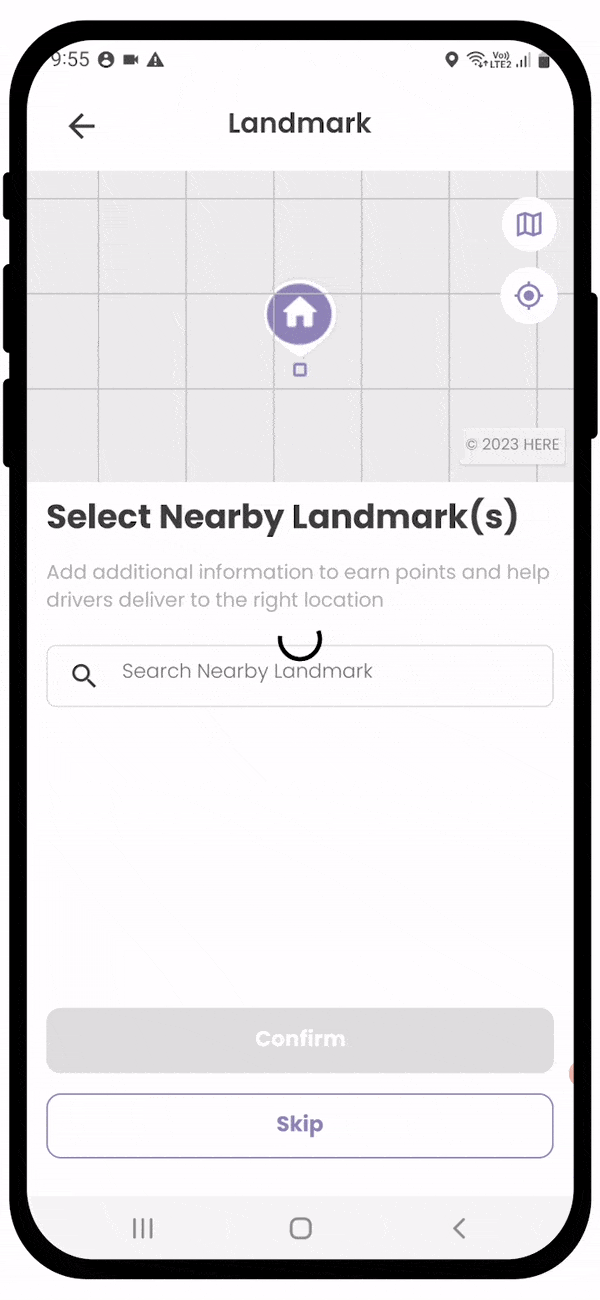 9:55
Vo))
LTE2
Landmark
© 2023 HERE
Select Nearby Landmark(s)
Add additional information to earn points and help
drivers deliver to the right location
Search Nearby Landmark
Confirm
Skip